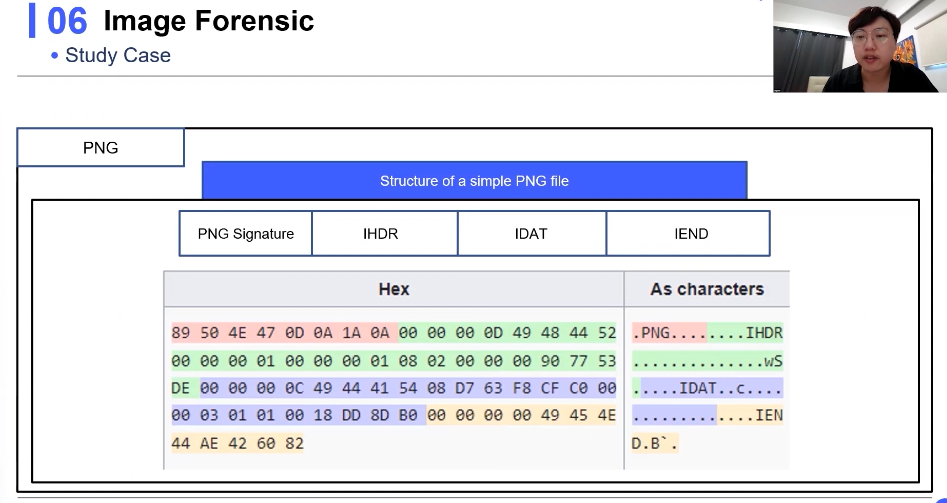 06 Image Forensic
• Study Case
PNG
Structure of a simple PNG file
PNG Signature IHDR IDAT IEND
Hex As characters
89 50 4E 47 0D 0A 1A 0A 00 00 00 0D 49 48 44 52 .PNG........IHDR
00 00 00 01 00 00 00 01 08 02 00 00 00 90 77 53 ..............wS
DE 00 00 00 0C 49 44 41 54 08 D7 63 F8 CF C0 00 .....IDAT..c....
00 03 01 01 00 18 DD 8D B0 00 00 00 00 49 45 4E .............IEN
44 AE 42 60 82 D.B`.